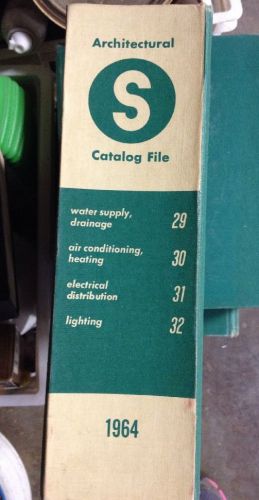 Architectural
S
Catalog File
water supply,
drainage 29
air conditioning,
heating 30
electrical
distribution 31
lighting 32
1964